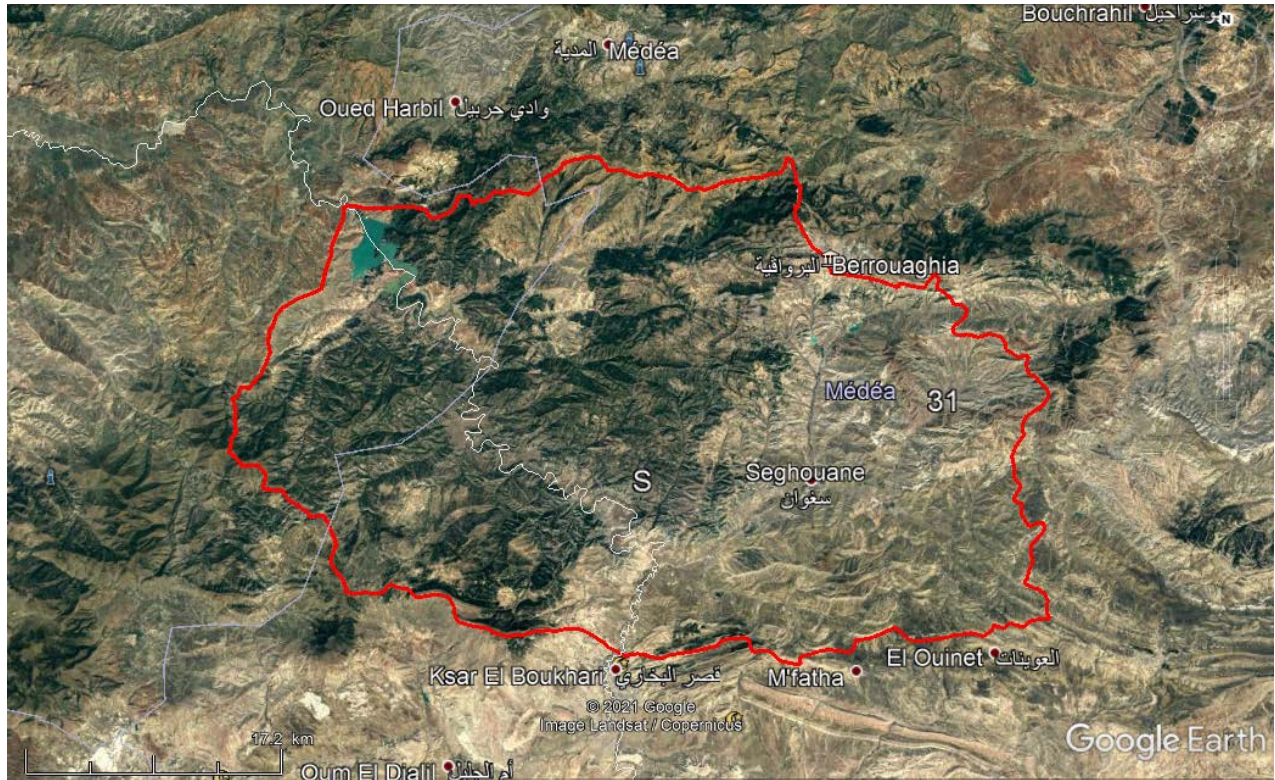 Bouchrahil بوشراحيل
N
المدية Médéa
Oued Harbil وادي حربيل
البرواقية Berrouaghia
Médéa
31
Seghouane
سغوان
S
El Ouinet العوينات
Ksar El Boukhari قصر البخاري
M'fatha
© 2021 Google
Image Landsat / Copernicus
Google Earth
17.2 km
Oum El Djalil أم الجليل